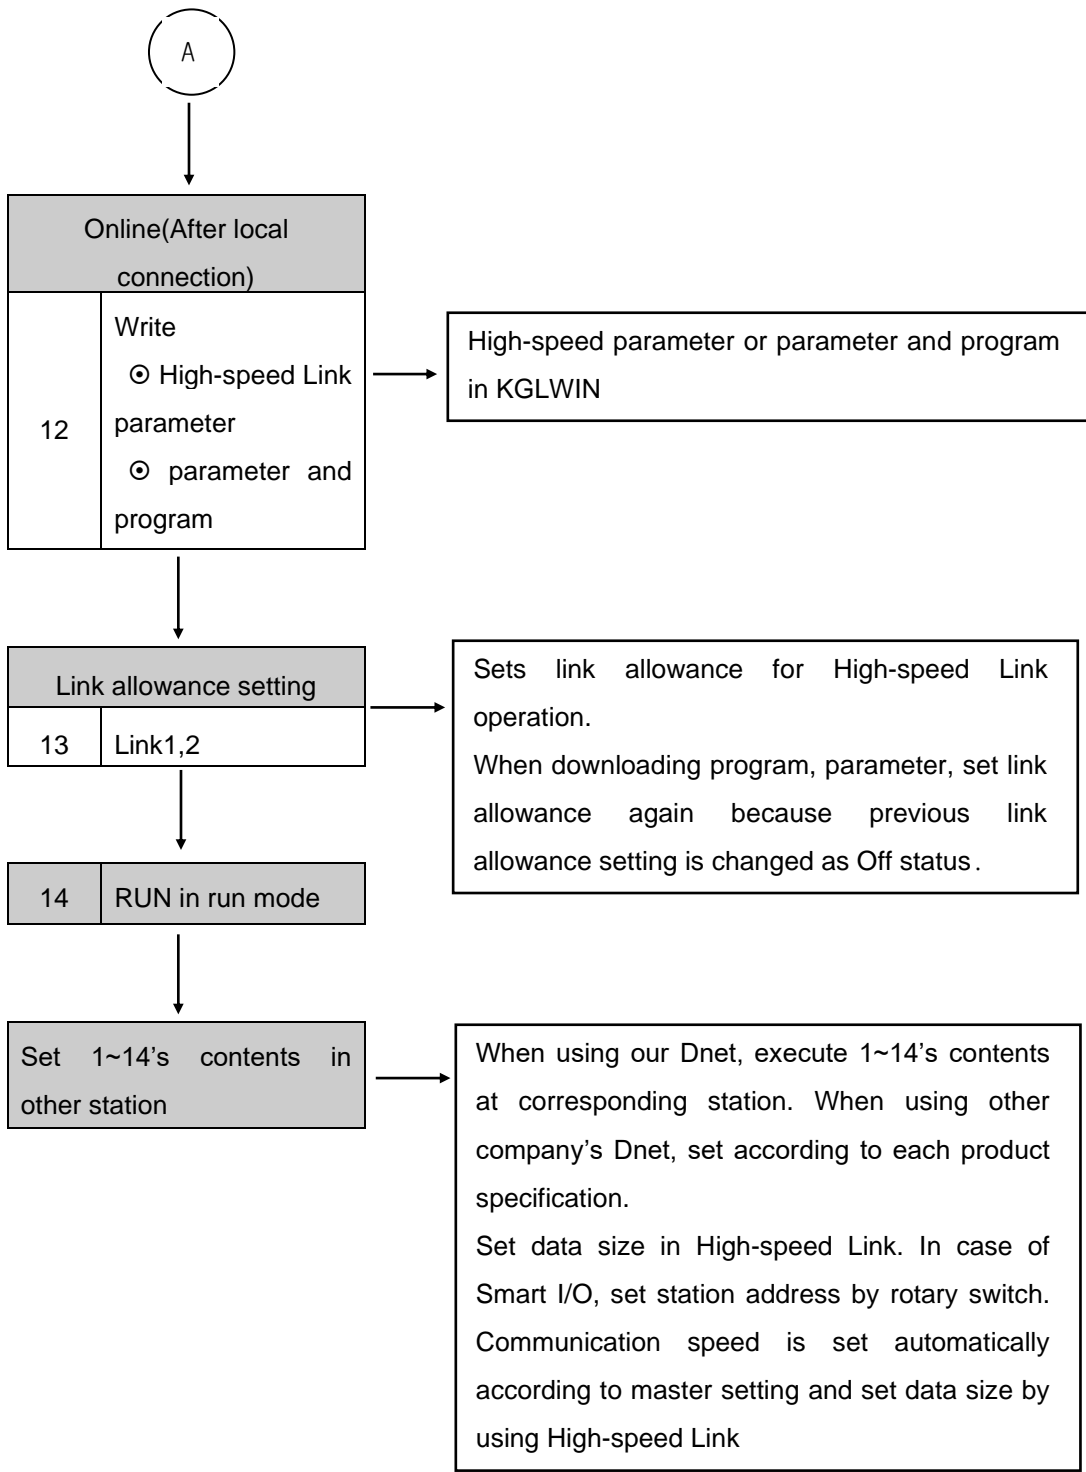 A
Online(After local
connection)
12
Write
⊙ High-speed Link
parameter
⊙ parameter and
program
High-speed parameter or parameter and program
in KGLWIN
Link allowance setting
13
Link1,2
Sets link allowance for High-speed Link
operation.
When downloading program, parameter, set link
allowance again because previous link
allowance setting is changed as Off status.
14
RUN in run mode
Set 1~14’s contents in
other station
When using our Dnet, execute 1~14’s contents
at corresponding station. When using other
company’s Dnet, set according to each product
specification.
Set data size in High-speed Link. In case of
Smart I/O, set station address by rotary switch.
Communication speed is set automatically
according to master setting and set data size by
using High-speed Link